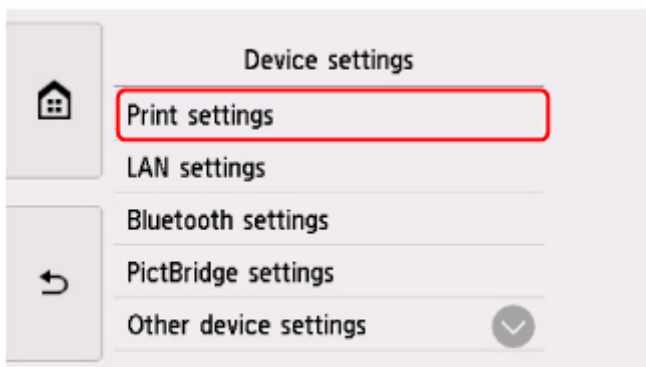 Device settings
Print settings
LAN settings
Bluetooth settings
PictBridge settings
Other device settings